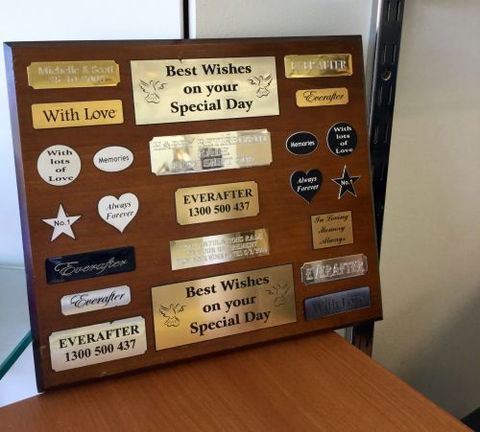 Michelle & Scott
With Love
With
lots of
Love
Memories
No.1
Always
Forever
Everafter
Everafter
EVERAFTER
1300 500 437
Best Wishes
on your
Special Day
EVERAFTER
1300 500 437
Best Wishes
on your
Special Day
EVERAFTER
Everafter
Memories
With
lots of
Love
Always
Forever
No.1
In Loving
Memory
Always
EVERAFTER
With Love